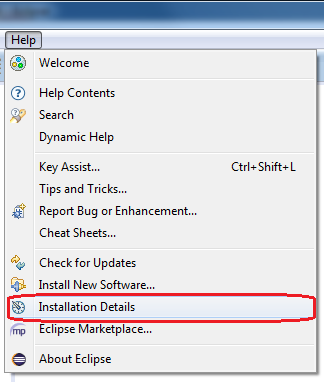 Help
Welcome
Help Contents
Search
Dynamic Help
Key Assist... Ctrl+Shift+L
Tips and Tricks...
Report Bug or Enhancement...
Cheat Sheets...
Check for Updates
Install New Software...
Installation Details
mp Eclipse Marketplace...
About Eclipse